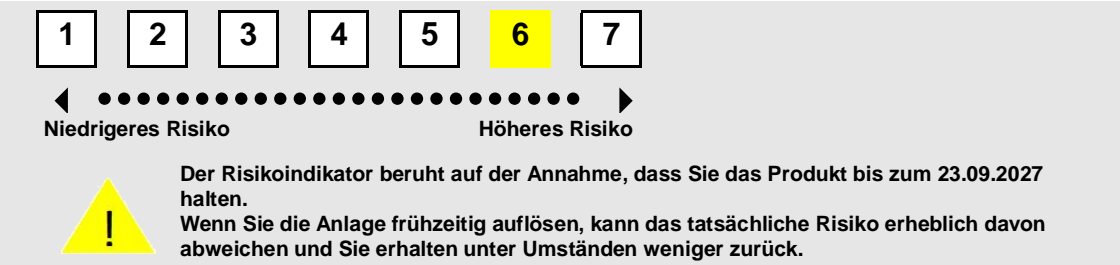 1 2 3 4 5 6 7
Niedrigeres Risiko Höheres Risiko
Der Risikoindikator beruht auf der Annahme, dass Sie das Produkt bis zum 23.09.2027
halten.
Wenn Sie die Anlage frühzeitig auflösen, kann das tatsächliche Risiko erheblich davon
abweichen und Sie erhalten unter Umständen weniger zurück.
!